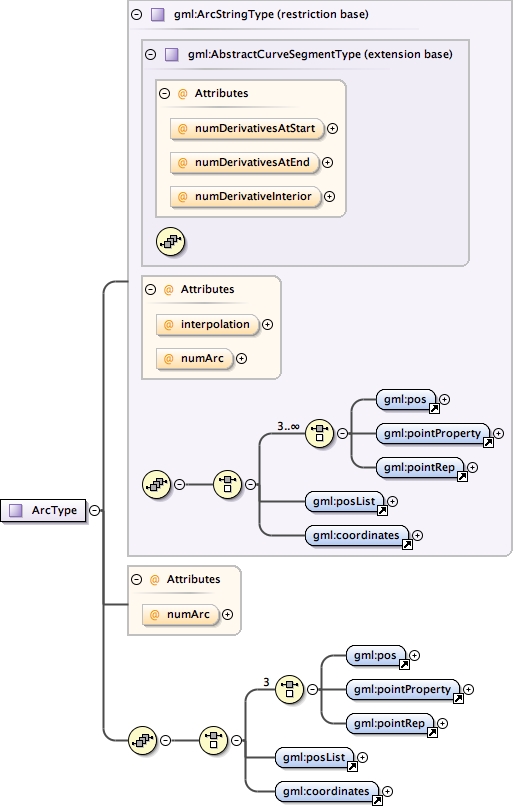 gml:ArcStringType (restriction base)
gml:AbstractCurveSegmentType (extension base)
@ Attributes
@ numDerivativesAtStart
@ numDerivativesAtEnd
@ numDerivativeInterior
@ Attributes
@ interpolation
@ numArc
gml:pos
3..∞
gml:pointProperty
gml:pointRep
gml:posList
gml:coordinates
ArcType
@ Attributes
@ numArc
gml:pos
3
gml:pointProperty
gml:pointRep
gml:posList
gml:coordinates